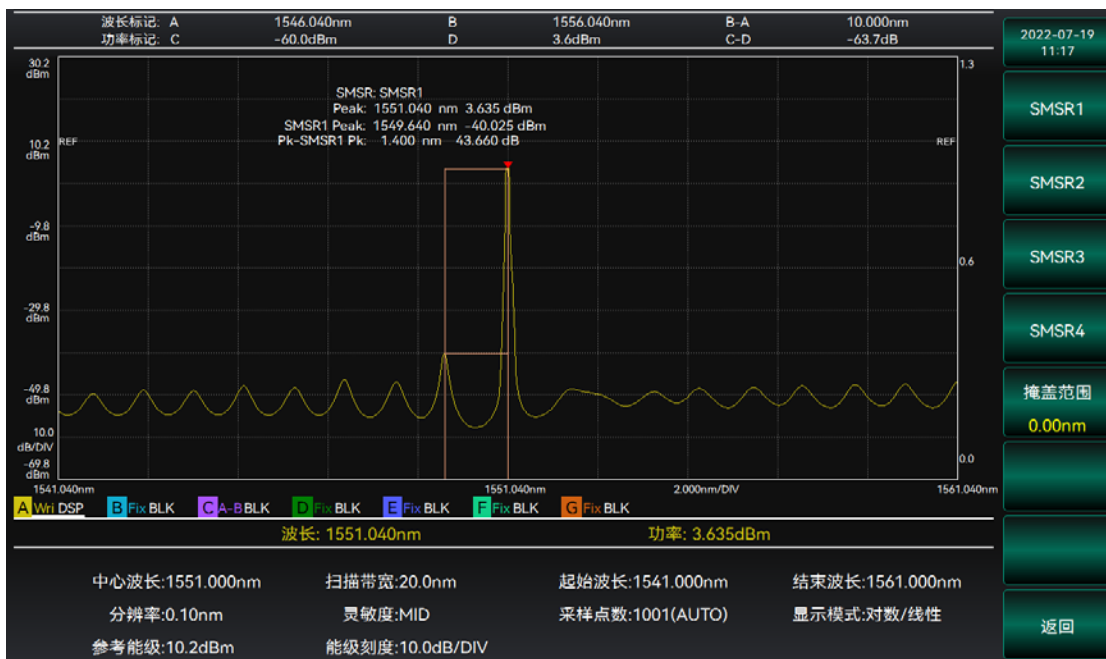 波长标记: A 1546.040nm B 1556.040nm B-A 10.000nm
功率标记: C -60.0dBm D 3.6dBm C-D -63.7dB
2022-07-19
11:17
30.2
dBm
1.3
SMSR: SMSR1
Peak: 1551.040 nm 3.635 dBm
SMSR1 Peak: 1549.640 nm -40.025 dBm
Pk-SMSR1 Pk: 1.400 nm 43.660 dB
REF
REF
10.2
dBm
-9.8
dBm
0.6
-29.8
dBm
-49.8
dBm
10.0
dB/DIV
-69.8
dBm
0.0
1541.040nm 1551.040nm 2.000nm/DIV 1561.040nm
A Wri DSP B Fix BLK C A-B BLK D Fix BLK E Fix BLK F Fix BLK G Fix BLK
波长: 1551.040nm 功率: 3.635dBm
中心波长:1551.000nm 扫描带宽:20.0nm 起始波长:1541.000nm 结束波长:1561.000nm
分辨率:0.10nm 灵敏度:MID 采样点数:1001(AUTO) 显示模式:对数/线性
参考能级:10.2dBm 能级刻度:10.0dB/DIV
SMSR1
SMSR2
SMSR3
SMSR4
掩盖范围
0.00nm
返回